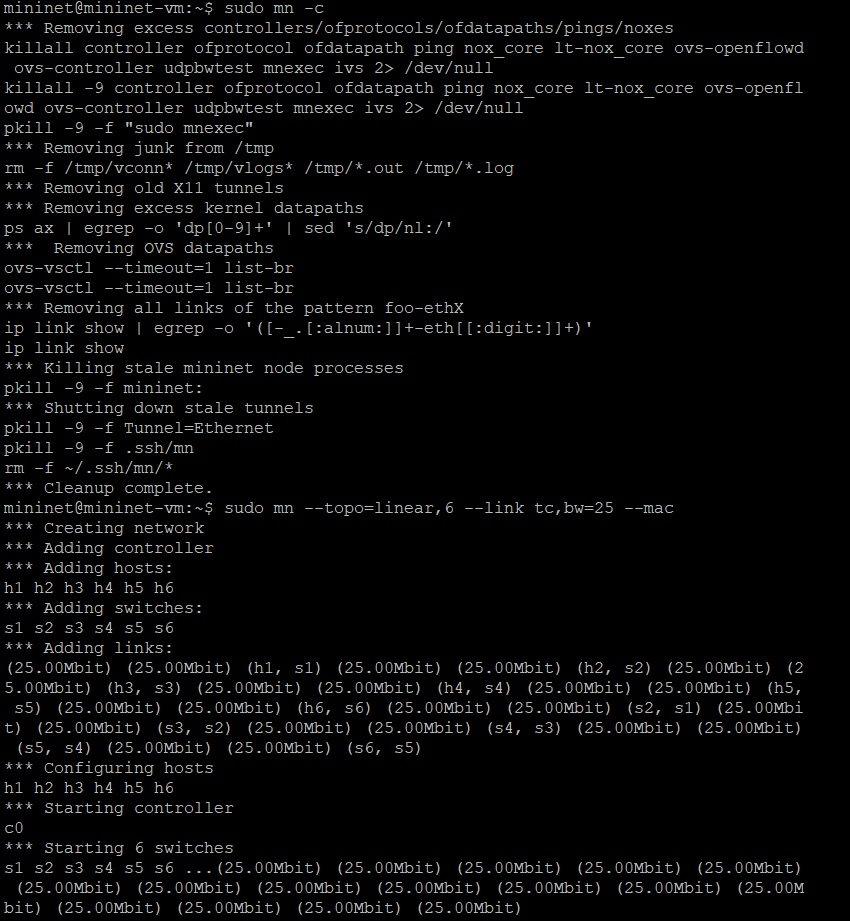 mininet@mininet-vm:~$ sudo mn -c
*** Removing excess controllers/ofprotocols/ofdatapaths/pings/noxes
killall controller ofprotocol ofdatapath ping nox_core lt-nox_core ovs-openflowd
 ovs-controller udpbwtest mnexec ivs 2> /dev/null
killall -9 controller ofprotocol ofdatapath ping nox_core lt-nox_core ovs-openfl
owd ovs-controller udpbwtest mnexec ivs 2> /dev/null
pkill -9 -f "sudo mnexec"
*** Removing junk from /tmp
rm -f /tmp/vconn* /tmp/vlogs* /tmp/*.out /tmp/*.log
*** Removing old X11 tunnels
*** Removing excess kernel datapaths
ps ax | egrep -o 'dp[0-9]+' | sed 's/dp/nl:/'
***  Removing OVS datapaths
ovs-vsctl --timeout=1 list-br
ovs-vsctl --timeout=1 list-br
*** Removing all links of the pattern foo-ethX
ip link show | egrep -o '([-_.[:alnum:]]+-eth[[:digit:]]+)'
ip link show
*** Killing stale mininet node processes
pkill -9 -f mininet:
*** Shutting down stale tunnels
pkill -9 -f Tunnel=Ethernet
pkill -9 -f .ssh/mn
rm -f ~/.ssh/mn/*
*** Cleanup complete.
mininet@mininet-vm:~$ sudo mn --topo=linear,6 --link tc,bw=25 --mac
*** Creating network
*** Adding controller
*** Adding hosts:
h1 h2 h3 h4 h5 h6
*** Adding switches:
s1 s2 s3 s4 s5 s6
*** Adding links:
(25.00Mbit) (25.00Mbit) (h1, s1) (25.00Mbit) (25.00Mbit) (h2, s2) (25.00Mbit) (2
5.00Mbit) (h3, s3) (25.00Mbit) (25.00Mbit) (h4, s4) (25.00Mbit) (25.00Mbit) (h5,
 s5) (25.00Mbit) (25.00Mbit) (h6, s6) (25.00Mbit) (25.00Mbit) (s2, s1) (25.00Mbi
t) (25.00Mbit) (s3, s2) (25.00Mbit) (25.00Mbit) (s4, s3) (25.00Mbit) (25.00Mbit)
 (s5, s4) (25.00Mbit) (25.00Mbit) (s6, s5)
*** Configuring hosts
h1 h2 h3 h4 h5 h6
*** Starting controller
c0
*** Starting 6 switches
s1 s2 s3 s4 s5 s6 ...(25.00Mbit) (25.00Mbit) (25.00Mbit) (25.00Mbit) (25.00Mbit)
 (25.00Mbit) (25.00Mbit) (25.00Mbit) (25.00Mbit) (25.00Mbit) (25.00Mbit) (25.00M
bit) (25.00Mbit) (25.00Mbit) (25.00Mbit) (25.00Mbit)